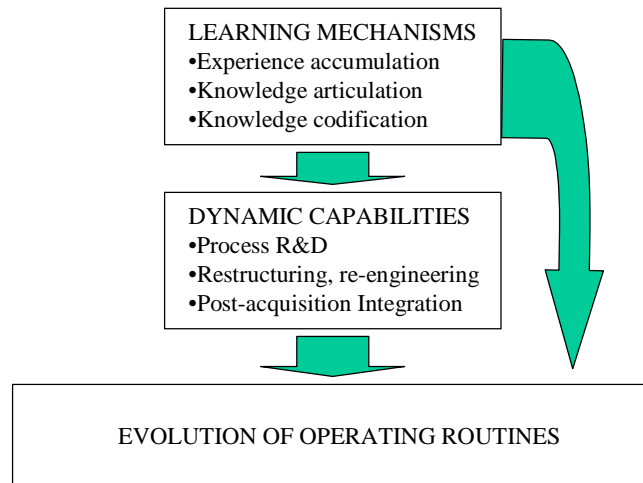 LEARNING MECHANISMS
•Experience accumulation
•Knowledge articulation
•Knowledge codification
DYNAMIC CAPABILITIES
•Process R&D
•Restructuring, re-engineering
•Post-acquisition Integration
EVOLUTION OF OPERATING ROUTINES